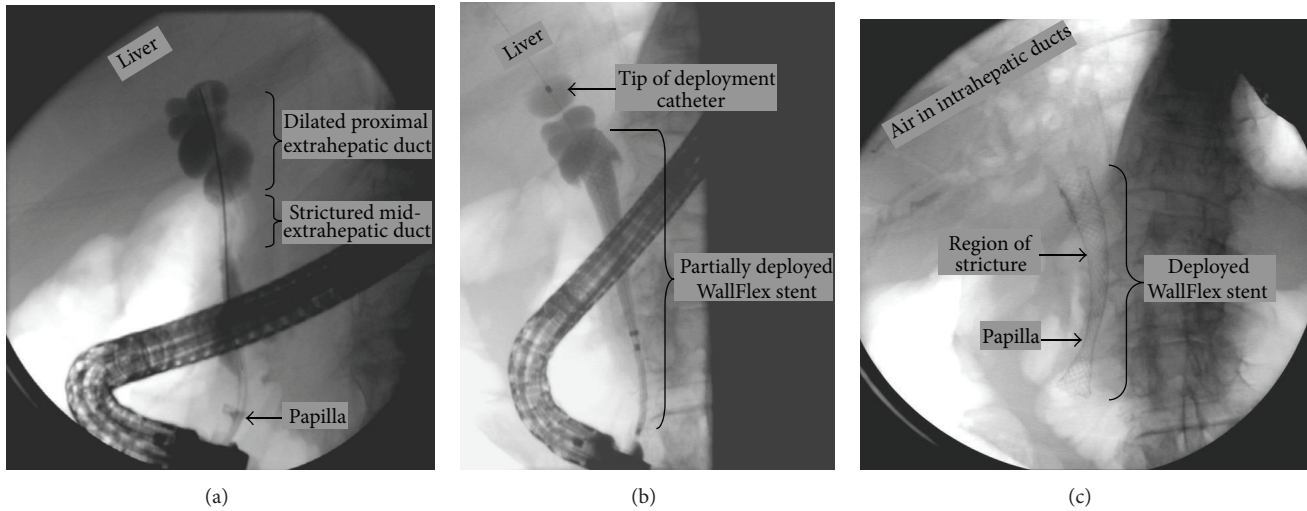 Liver
Dilated proximal
extrahepatic duct
Strictured mid-
extrahepatic duct
Papilla
(a)
Liver
Tip of deployment
catheter
Partially deployed
WallFlex stent
(b)
Air in intrahepatic ducts
Region of
stricture
Deployed
WallFlex stent
Papilla
(c)